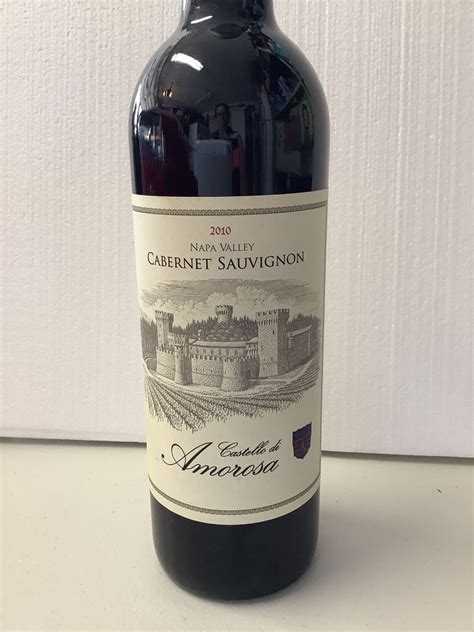 2010
NAPA VALLEY
CABERNET SAUVIGNON
Castello di
Amorosa